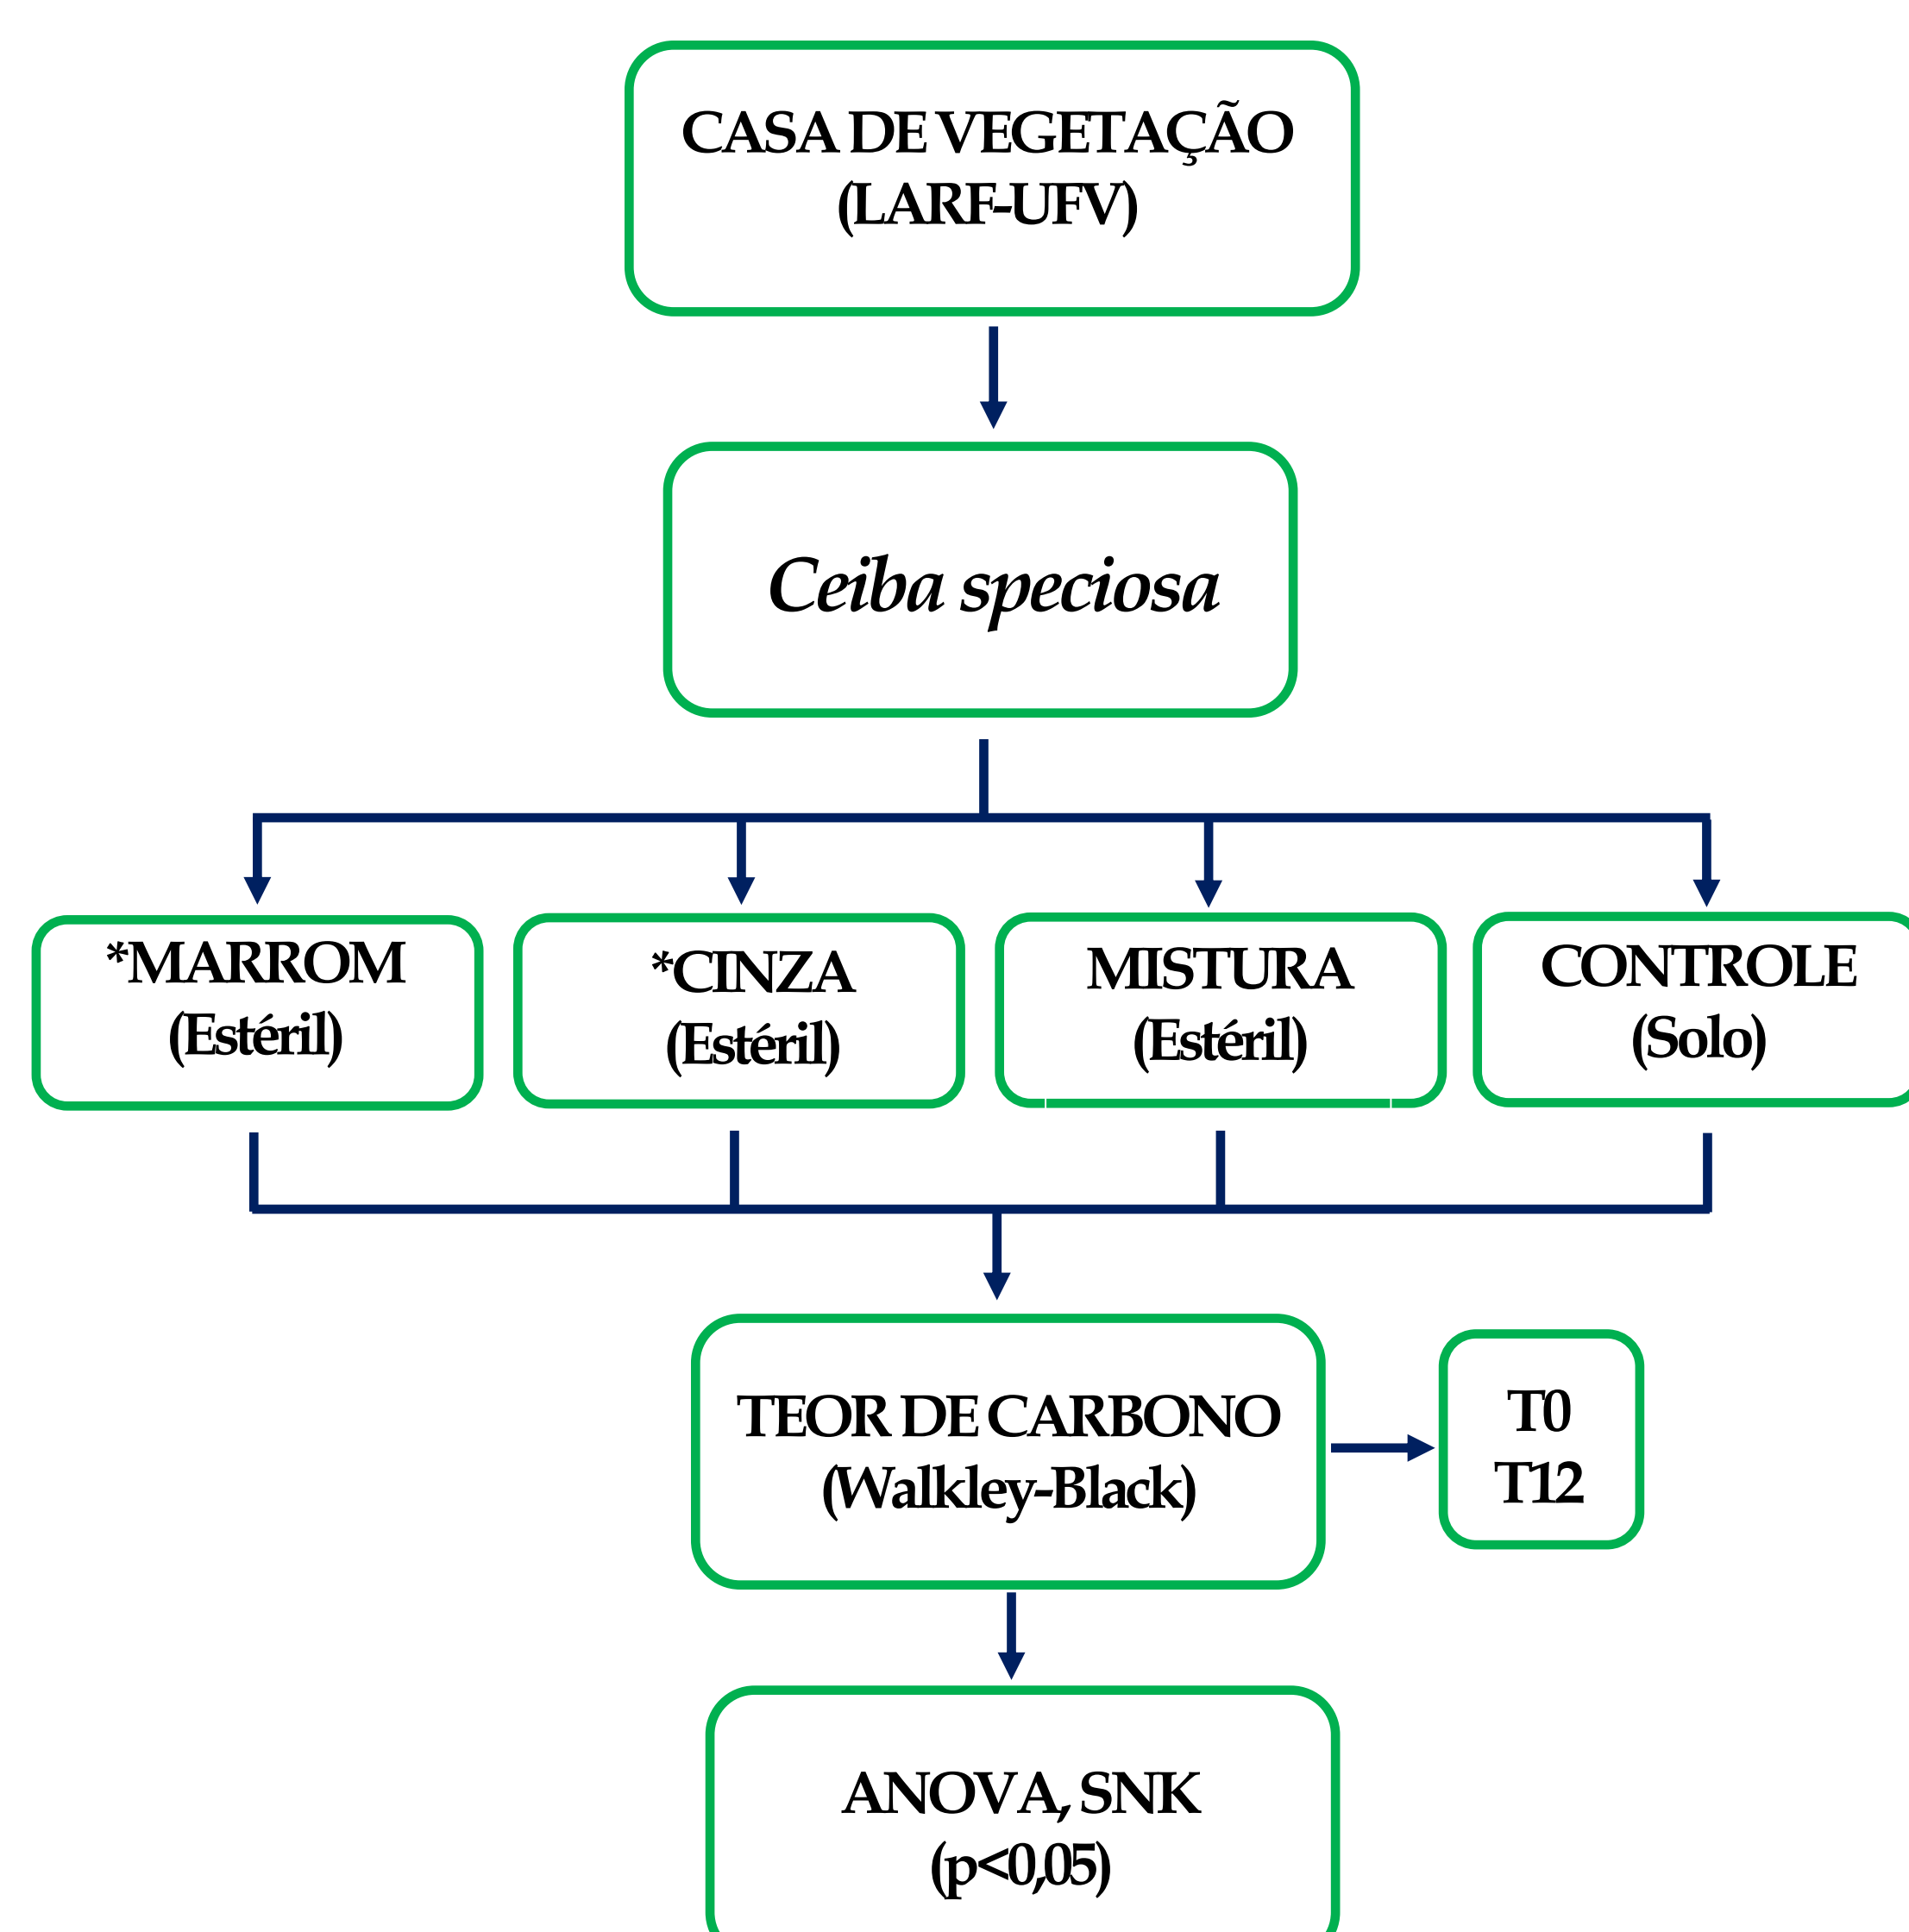 CASA DE VEGETAÇÃO
(LARF-UFV)
Ceiba speciosa
*MARROM
(Estéril)
*CINZA
(Estéril)
MISTURA
(Estéril)
CONTROLE
(Solo)
TEOR DE CARBONO
(Walkley-Black)
T0
T12
ANOVA, SNK
(p<0,05)